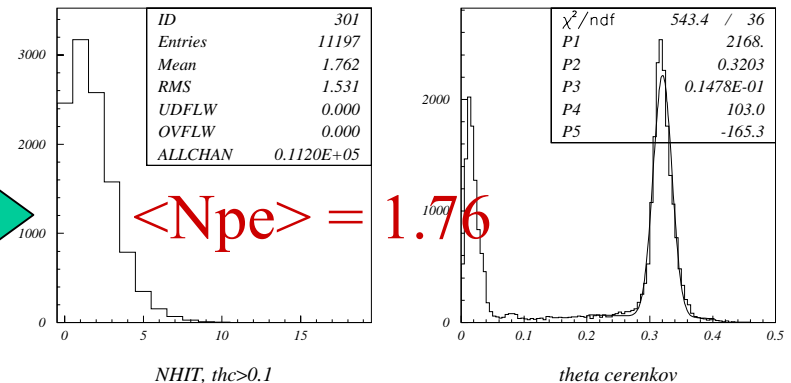 ID 301
Entries 11197
Mean 1.762
RMS 1.531
UDFLW 0.000
OVFLW 0.000
ALLCHAN 0.1120E+05
3000
2000
1000
0
0 5 10 15
NHIT, thc>0.1
<Npe> = 1.76
χ²/ndf 543.4 / 36
P1 2168.
P2 0.3203
P3 0.1478E-01
P4 103.0
P5 -165.3
2000
1000
0
0 0.1 0.2 0.3 0.4 0.5
theta cerenkov